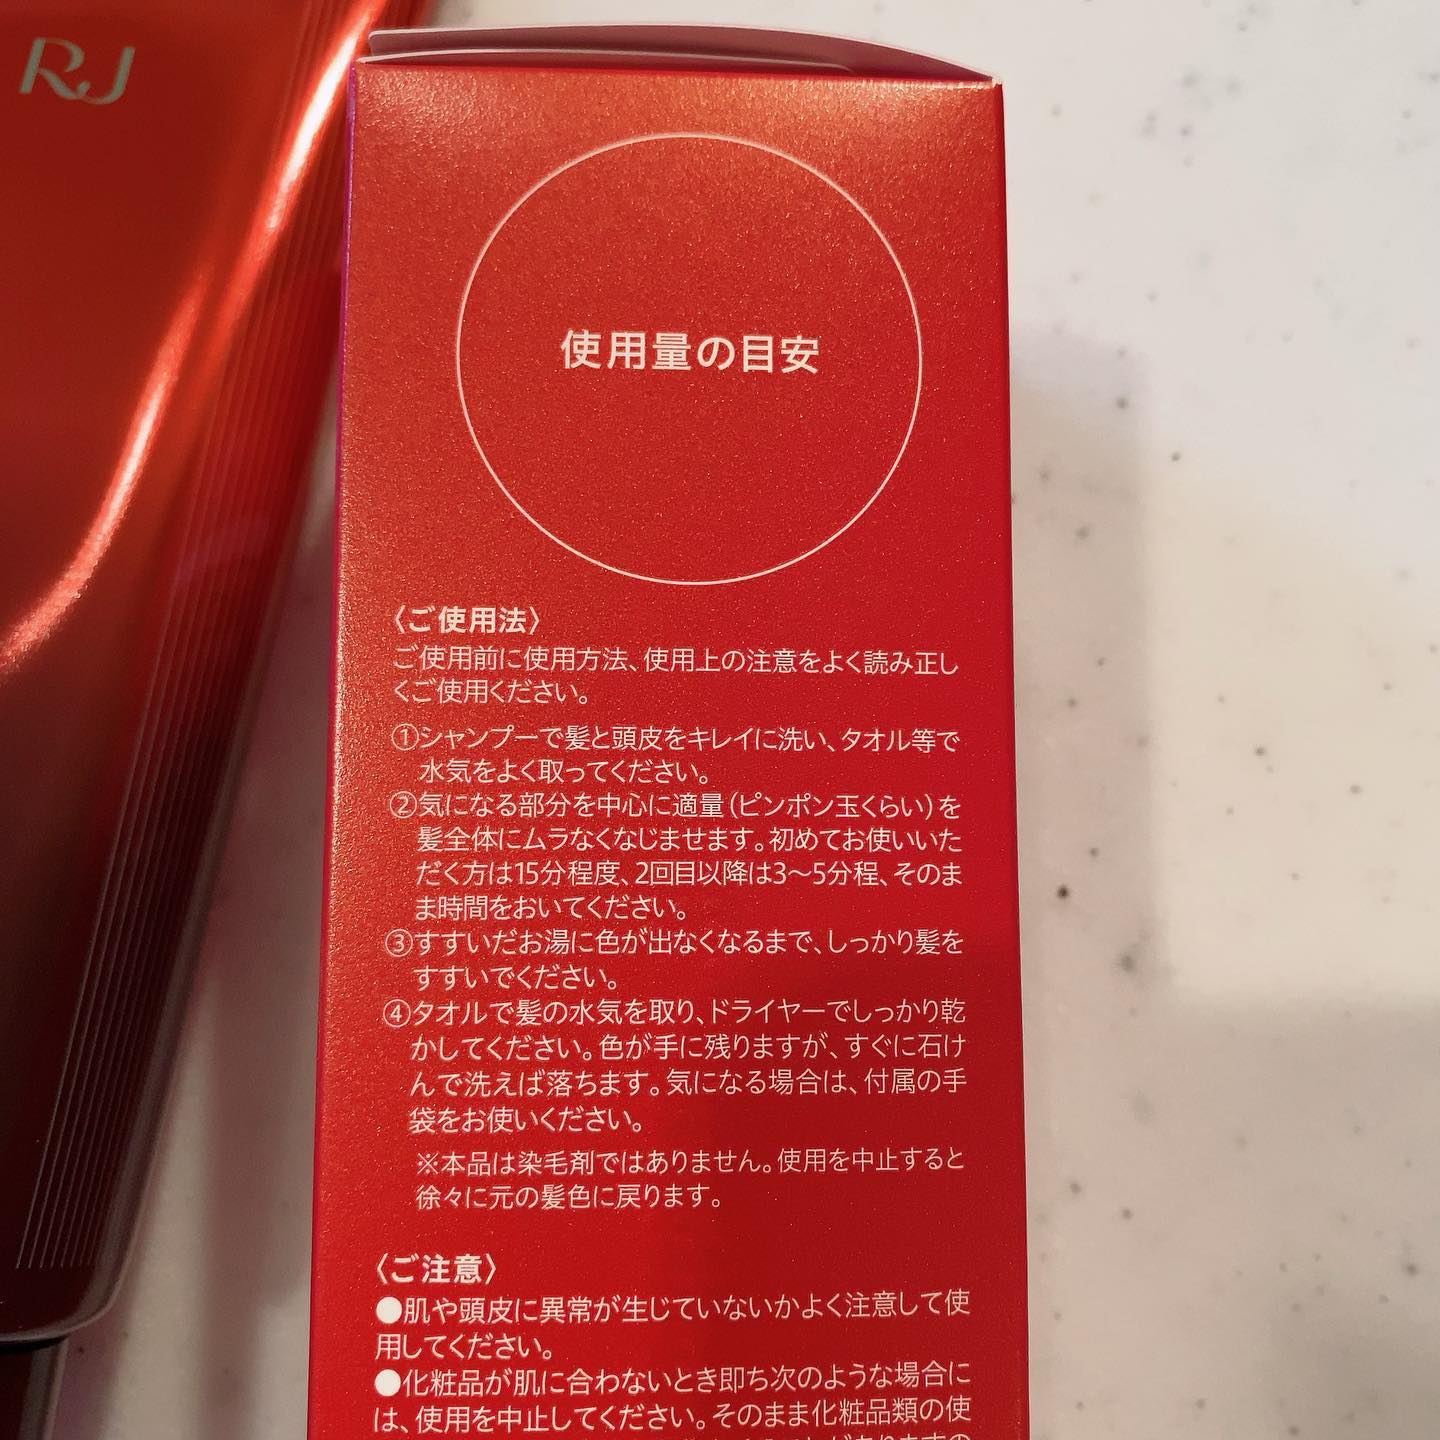 RJ
使用量の目安
〈ご使用法〉
ご使用前に使用方法、使用上の注意をよく読み正し
くご使用ください。
①シャンプーで髪と頭皮をキレイに洗い、タオル等で
水気をよく取ってください。
②気になる部分を中心に適量(ピンポン玉くらい)を
髪全体にムラなくなじませます。初めてお使いいた
だく方は15分程度、2回目以降は3〜5分程、そのま
ま時間をおいてください。
③すすいだお湯に色が出なくなるまで、しっかり髪を
すすいでください。
④タオルで髪の水気を取り、ドライヤーでしっかり乾
かしてください。色が手に残りますが、すぐに石け
んで洗えば落ちます。気になる場合は、付属の手
袋をお使いください。
※本品は染毛剤ではありません。使用を中止すると
徐々に元の髪色に戻ります。
〈ご注意〉
●肌や頭皮に異常が生じていないかよく注意して使
用してください。
●化粧品が肌に合わないとき即ち次のような場合に
は、使用を中止してください。そのまま化粧品類の使